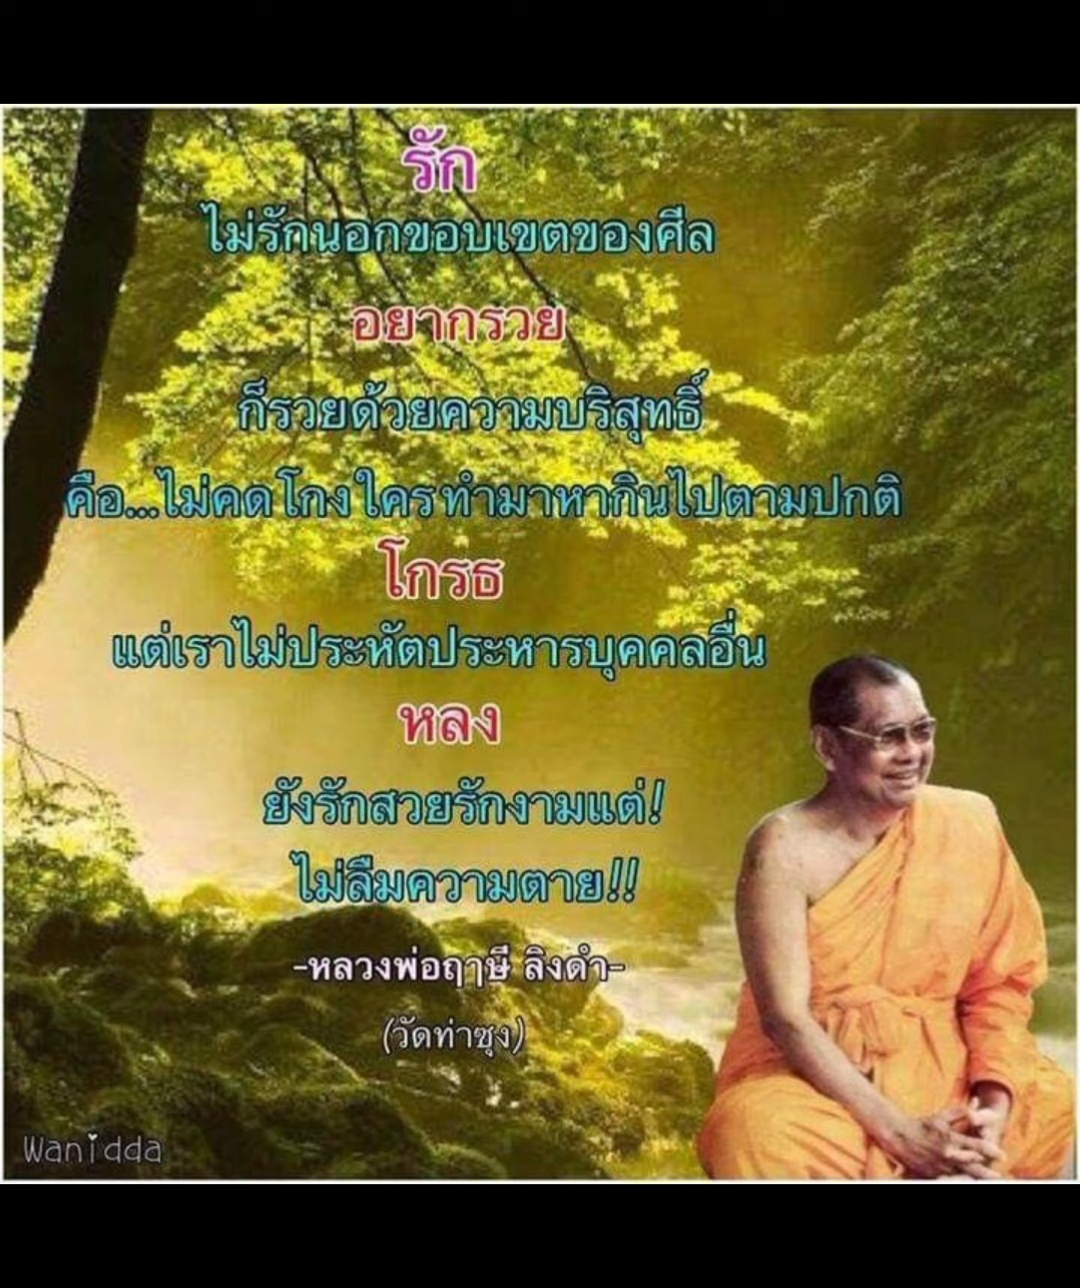 รัก
ไม่รักนอกขอบเขตของศีล
อยากรวย
ก็รวยด้วยความบริสุทธิ์
คือ...ไม่คดโกงใครทำมาหากินไปตามปกติ
โกรธ
แต่เราไม่ประหัตประหารบุคคลอื่น
หลง
ยังรักสวยรักงามแต่!
ไม่ลืมความตาย!!
-หลวงพ่อฤๅษี ลิงดำ-
(วัดท่าซุง)
Wanidda